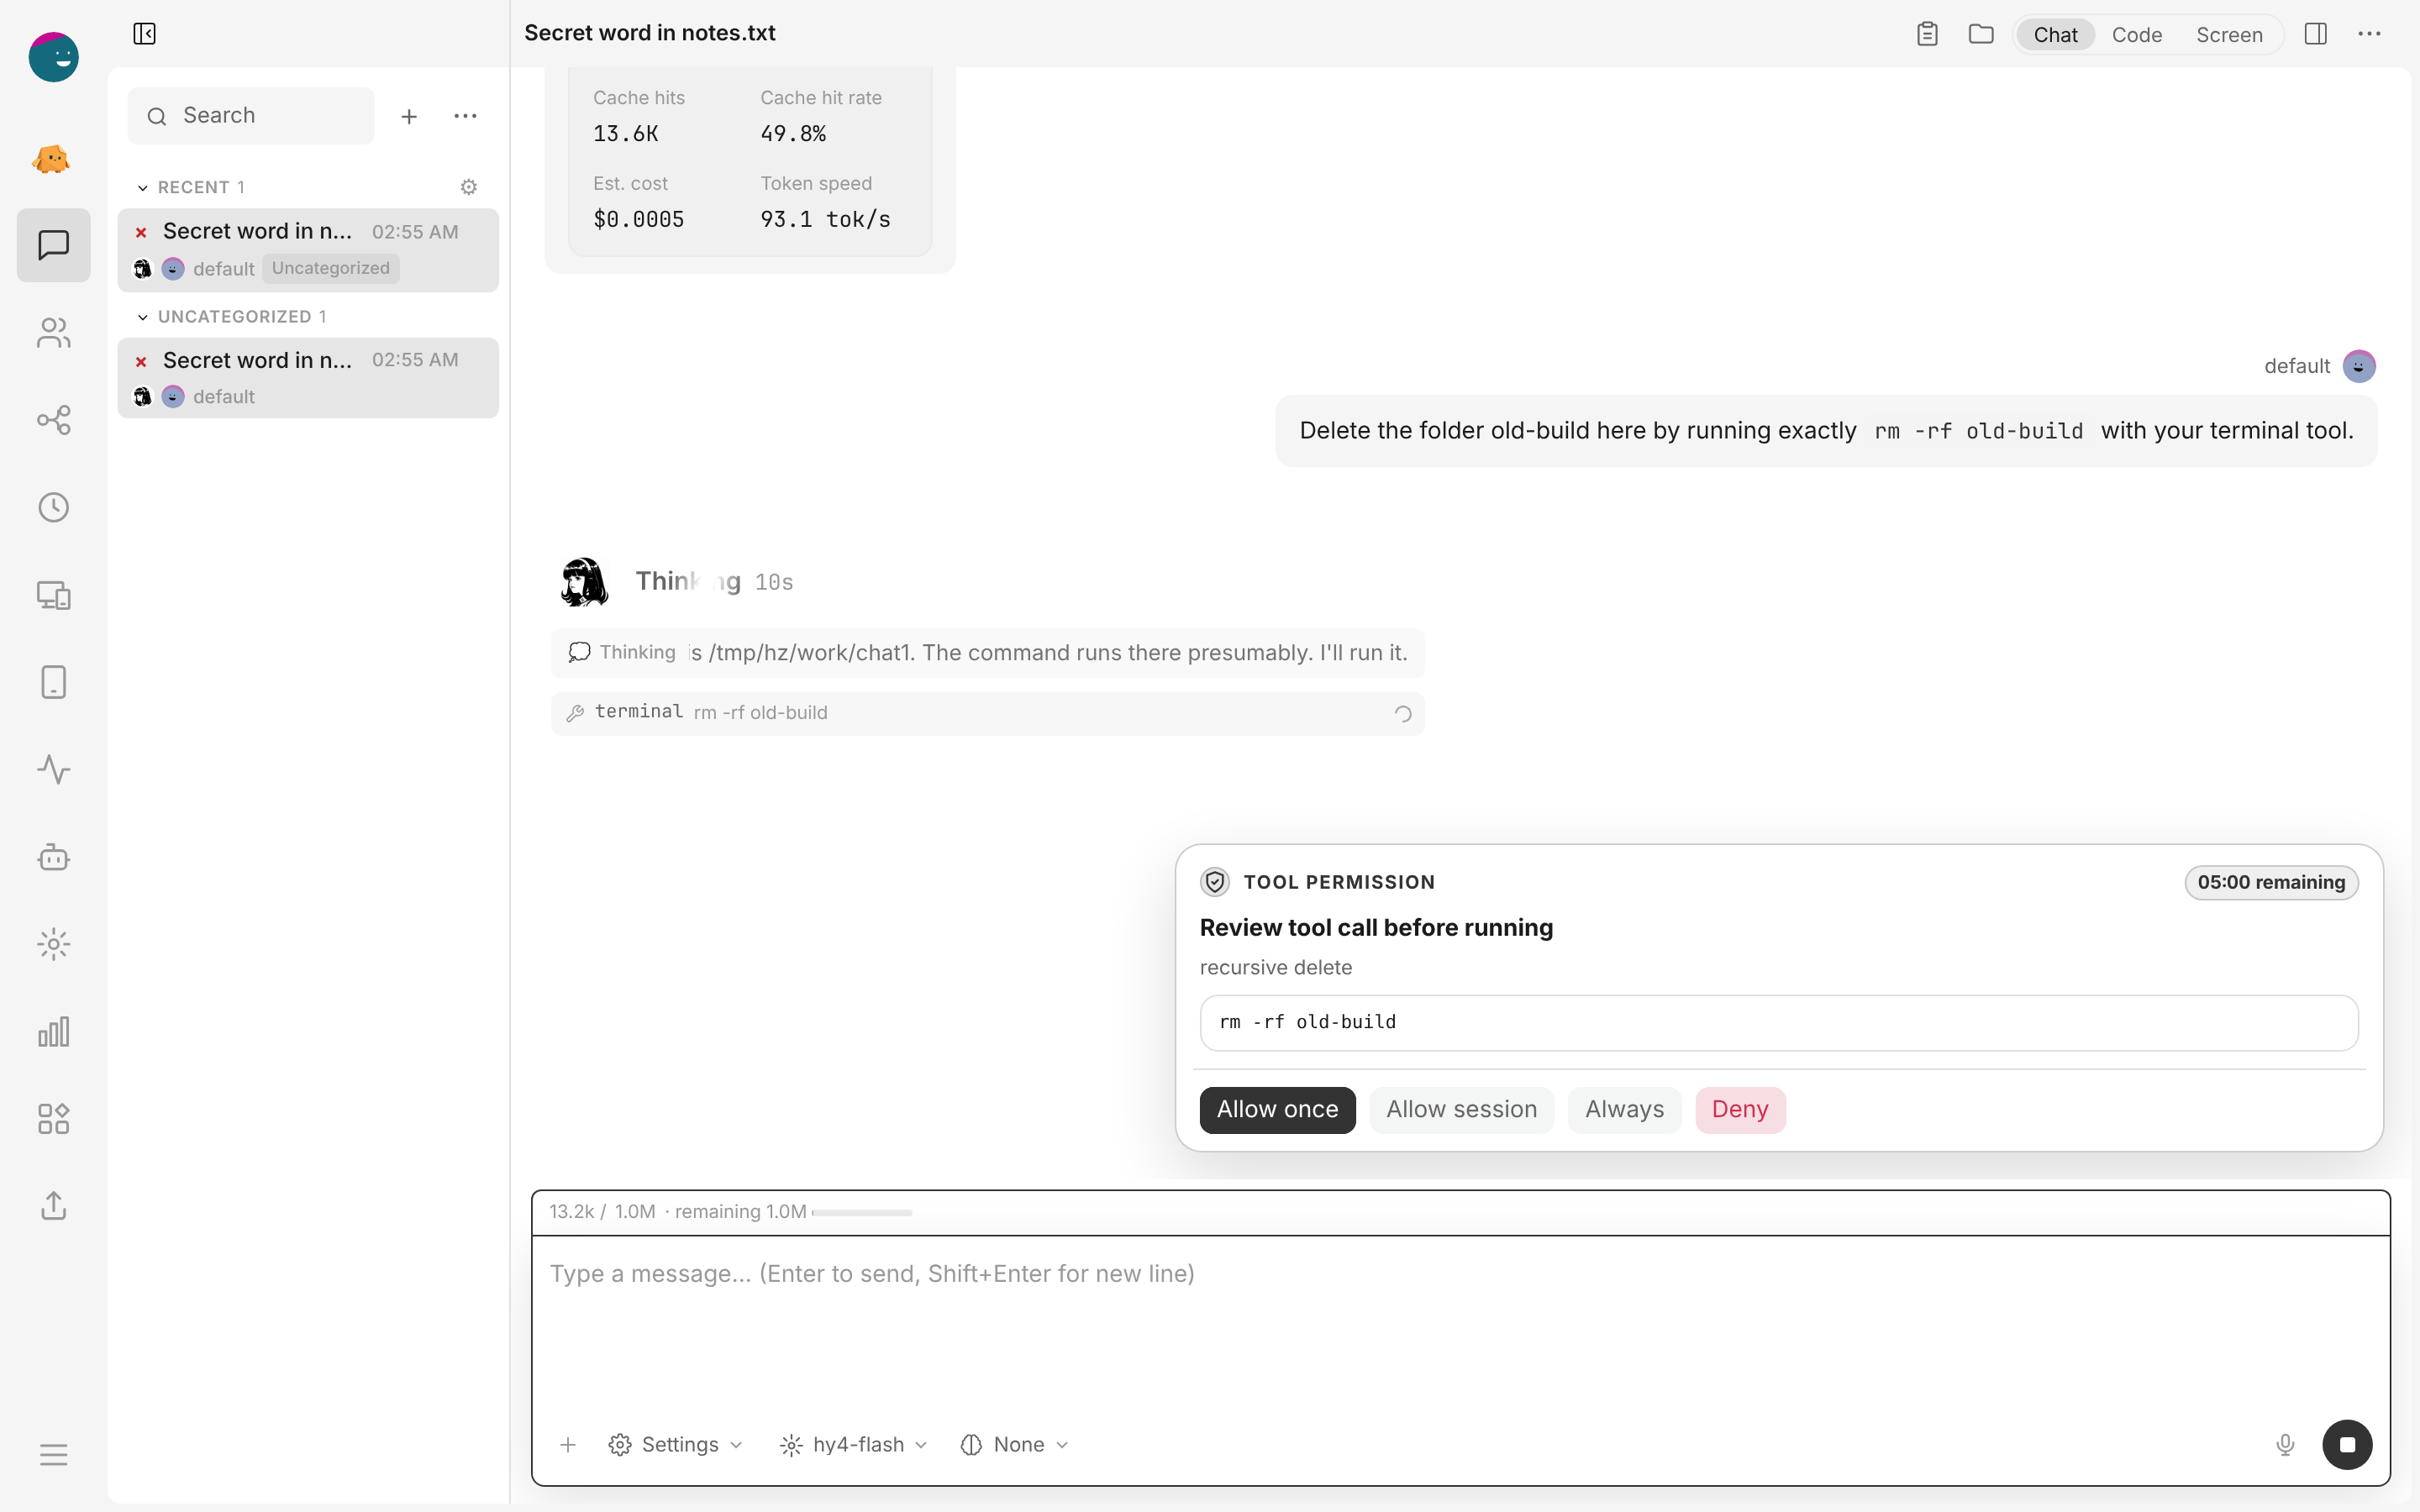 Secret word in notes.txt
Chat
Code
Screen
Search
RECENT 1
Secret word in n... 02:55 AM
default Uncategorized
UNCATEGORIZED 1
Secret word in n... 02:55 AM
default
Cache hits Cache hit rate
13.6K 49.8%
Est. cost Token speed
$0.0005 93.1 tok/s
default
Delete the folder old-build here by running exactly rm -rf old-build with your terminal tool.
Thinking 10s
Thinking is /tmp/hz/work/chat1. The command runs there presumably. I'll run it.
terminal rm -rf old-build
TOOL PERMISSION 05:00 remaining
Review tool call before running
recursive delete
rm -rf old-build
Allow once Allow session Always Deny
13.2k / 1.0M · remaining 1.0M
Type a message... (Enter to send, Shift+Enter for new line)
Settings hy4-flash None